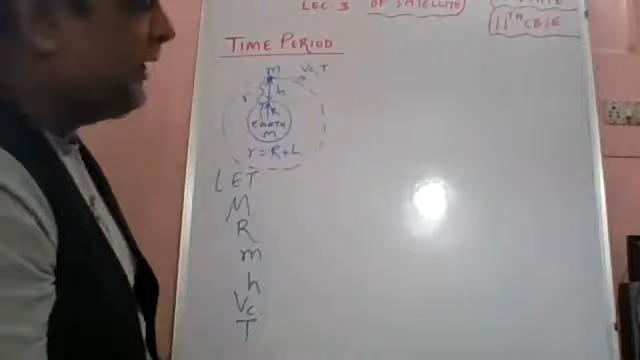 LEC. 3 OF SATELLITE
11TH CBSE
TIME PERIOD
m Vc, T
r h
R
EARTH
M
r = R+h
LET
M
R
m
h
Vc
T